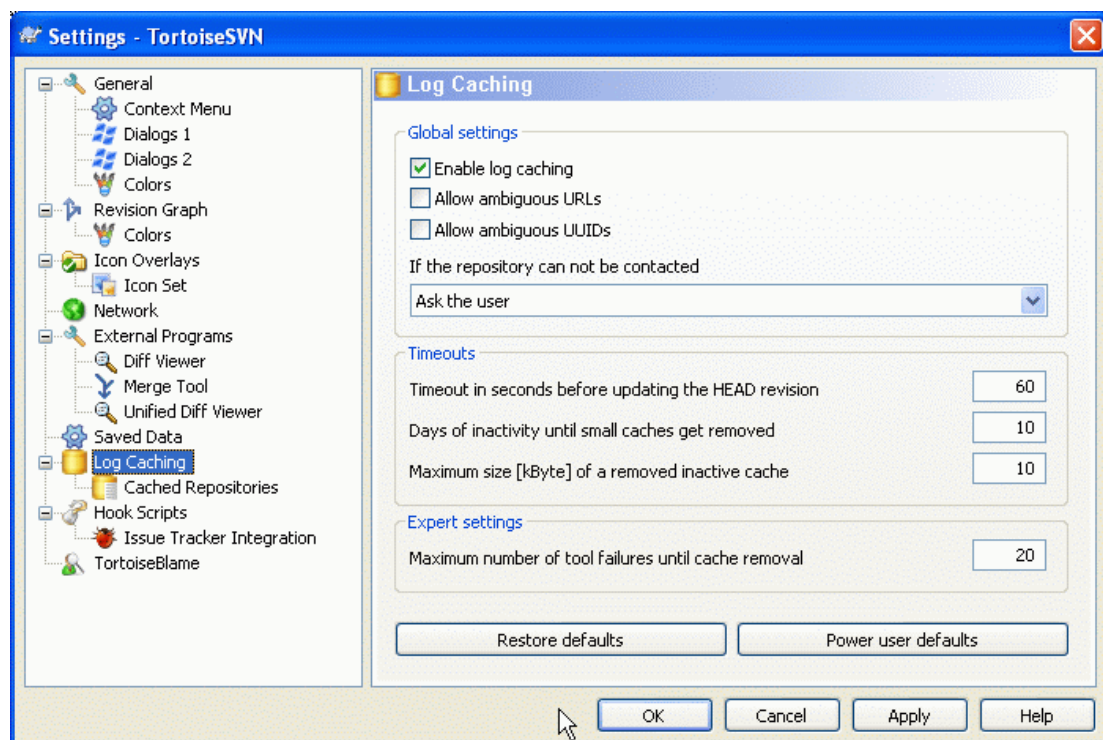 Settings - TortoiseSVN
General
Context Menu
Dialogs 1
Dialogs 2
Colors
Revision Graph
Colors
Icon Overlays
Icon Set
Network
External Programs
Diff Viewer
Merge Tool
Unified Diff Viewer
Saved Data
Log Caching
Cached Repositories
Hook Scripts
Issue Tracker Integration
TortoiseBlame
Log Caching
Global settings
Enable log caching
Allow ambiguous URLs
Allow ambiguous UUIDs
If the repository can not be contacted
Ask the user
Timeouts
Timeout in seconds before updating the HEAD revision 60
Days of inactivity until small caches get removed 10
Maximum size [kByte] of a removed inactive cache 10
Expert settings
Maximum number of tool failures until cache removal 20
Restore defaults Power user defaults
OK Cancel Apply Help